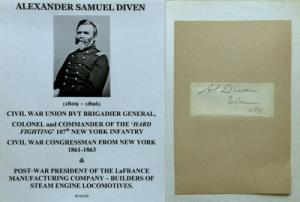 ALEXANDER SAMUEL DIVEN
(1809 ~ 1896)
CIVIL WAR UNION BVT BRIGADIER GENERAL,
COLONEL and COMMANDER OF THE 'HARD
FIGHTING' 107th NEW YORK INFANTRY
CIVIL WAR CONGRESSMAN FROM NEW YORK
1861-1863
&
POST-WAR PRESIDENT OF THE LaFRANCE
MANUFACTURING COMPANY ~ BUILDERS OF
STEAM ENGINE LOCOMOTIVES.
AS Diven